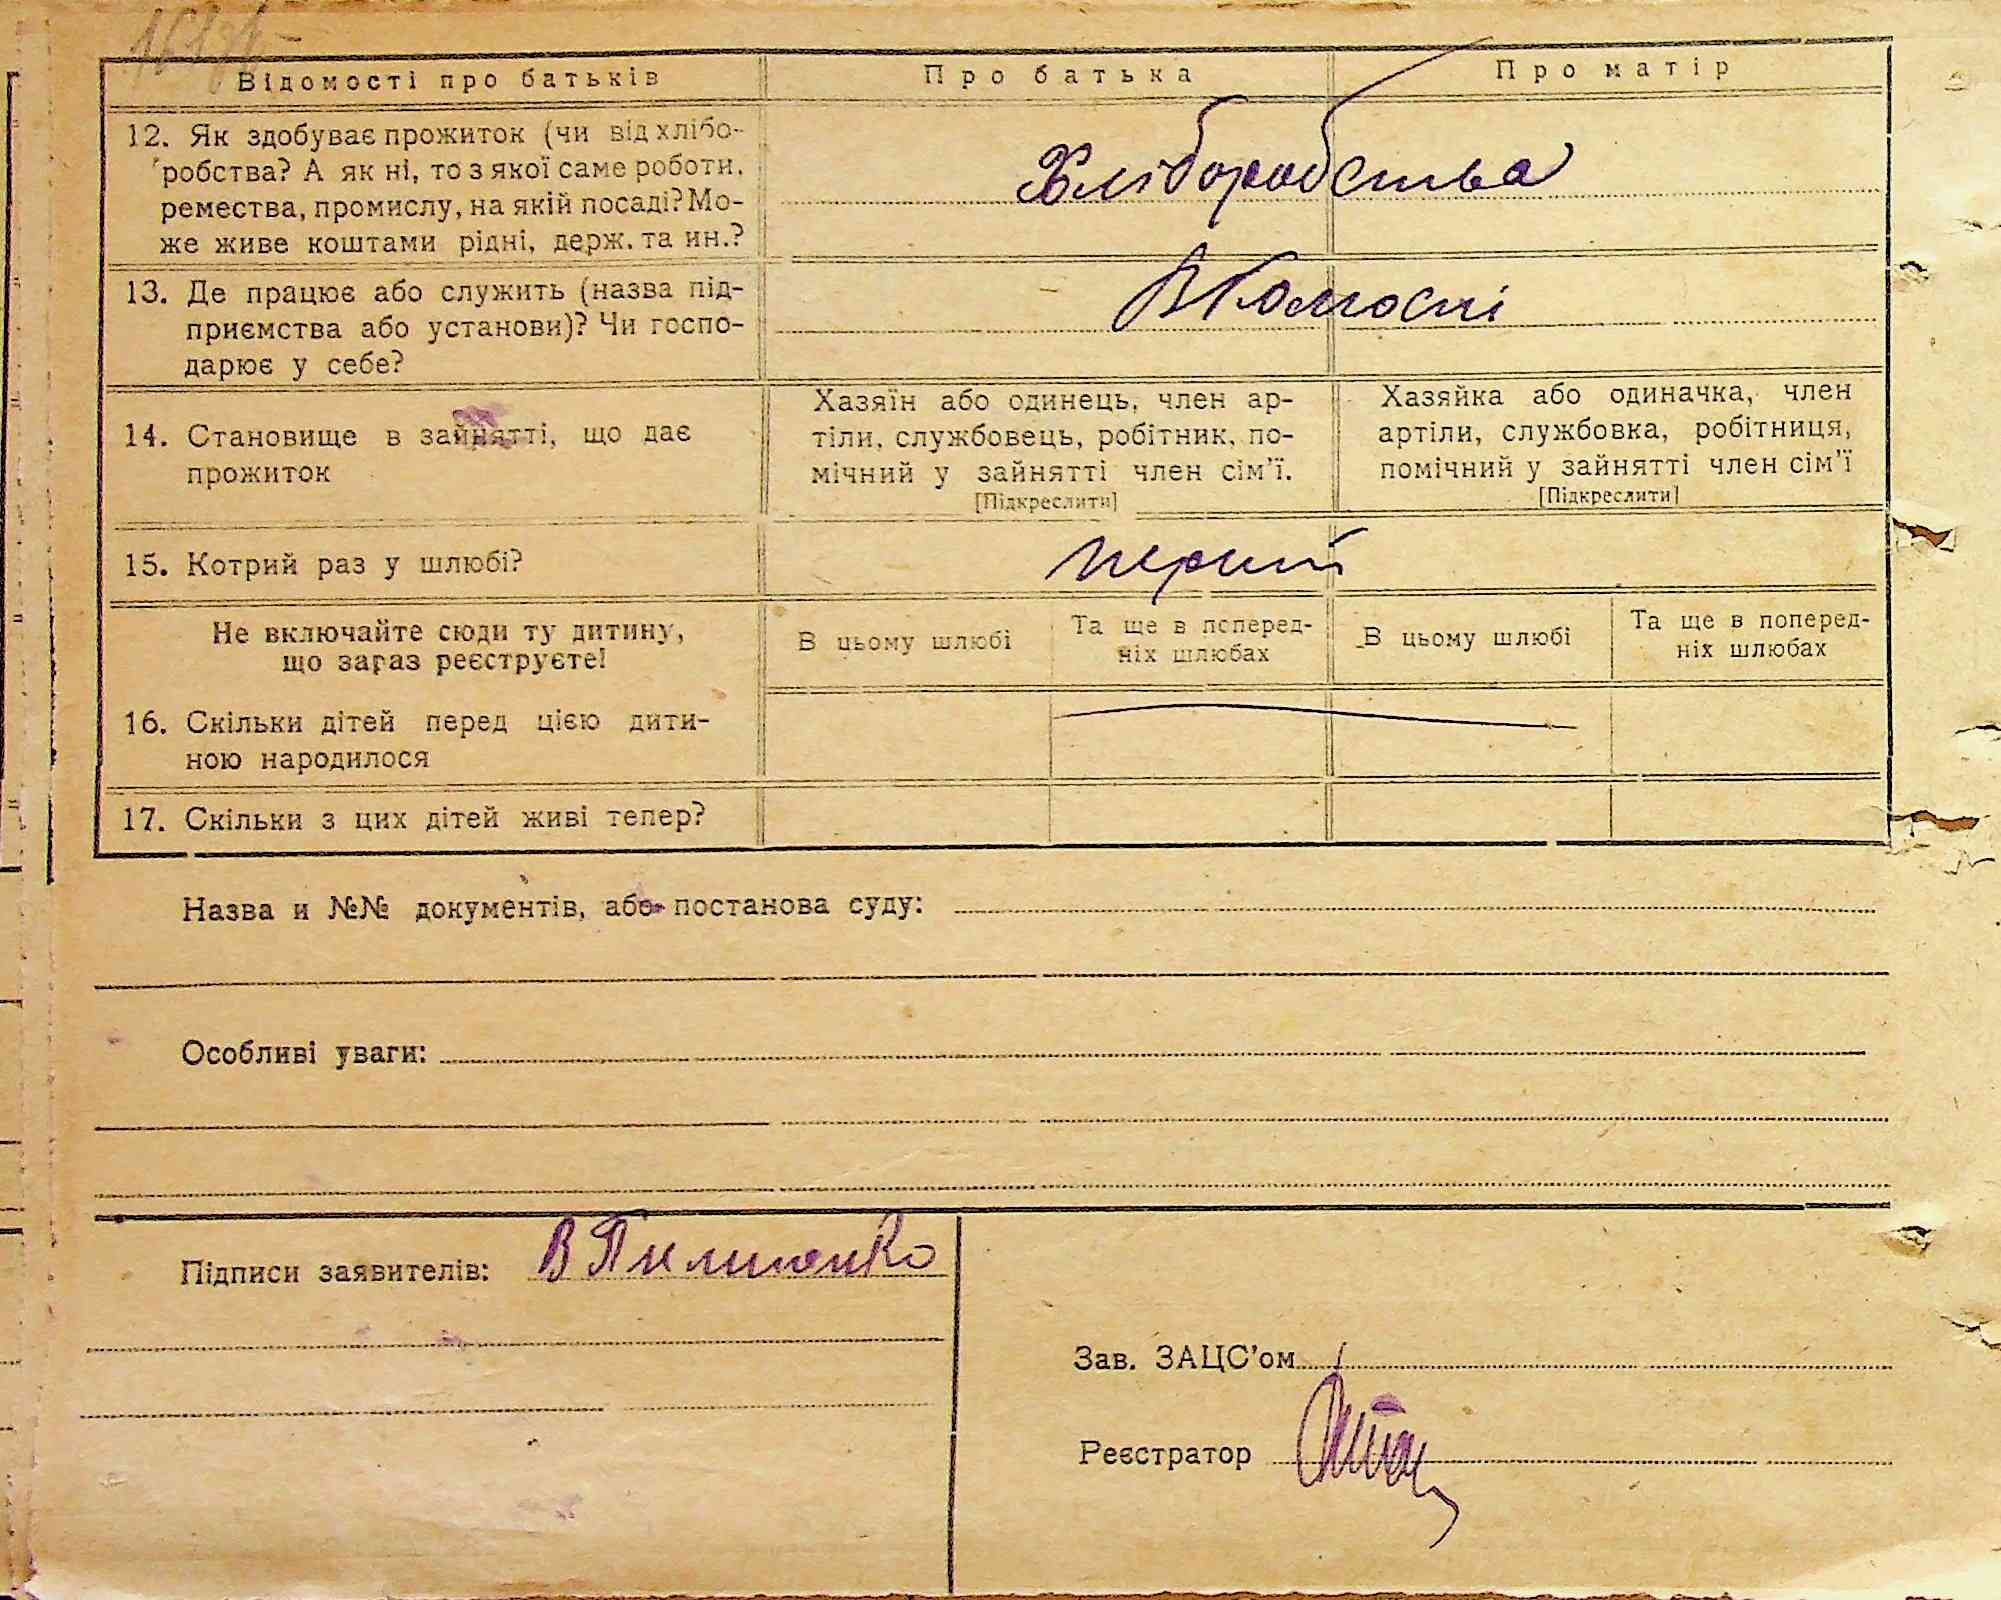 Відомості про батьків
Про батька
Про матір
12. Як здобуває прожиток (чи від хлібо-
робства? А як ні, то з якої саме роботи,
ремества, промислу, на якій посаді? Мо-
же живе коштами рідні, держ. та ин.?
Хліборобства
13. Де працює або служить (назва під-
приємства або установи)? Чи госпо-
дарює у себе?
14. Становище в зайнятті, що дає
прожиток
Хазяїн або одинець, член ар-
тіли, службовець, робітник, по-
мічний у зайнятті член сім'ї.
[Підкреслити]
Хазяйка або одиначка, член
артіли, службовка, робітниця,
помічний у зайнятті член сім'ї
[Підкреслити]
15. Котрий раз у шлюбі?
Не включайте сюди ту дитину,
що зараз реєструєте!
В цьому шлюбі
Та ще в поперед-
ніх шлюбах
В цьому шлюбі
Та ще в поперед-
ніх шлюбах
16. Скільки дітей перед цією дити-
ною народилося
17. Скільки з цих дітей живі тепер?
Назва и №№ документів, або постанова суду:
Особливі уваги:
Підписи заявителів:
Зав. ЗАЦС'ом
Реєстратор